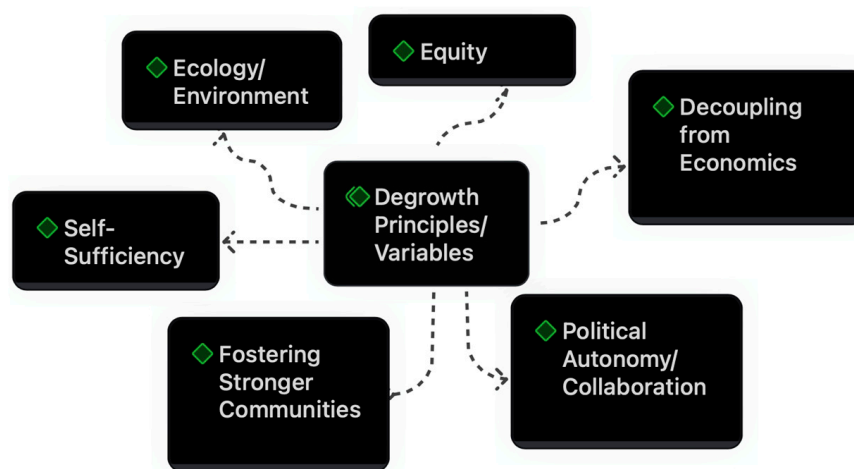 Ecology/
Environment
Equity
Decoupling
from
Economics
Degrowth
Principles/
Variables
Self-
Sufficiency
Fostering
Stronger
Communities
Political
Autonomy/
Collaboration